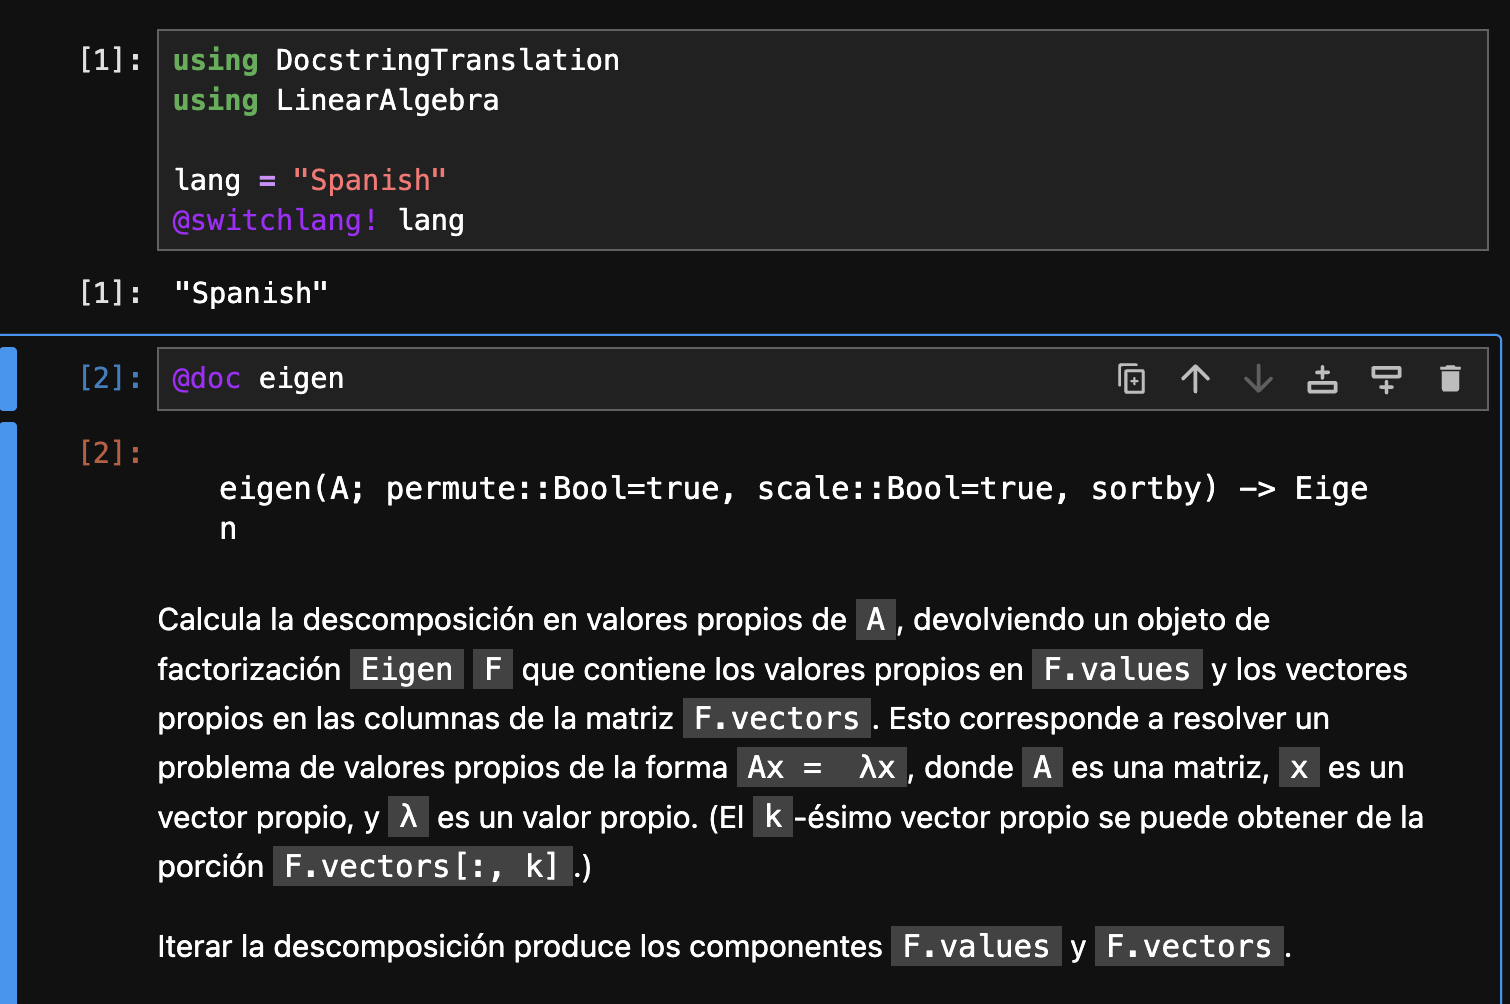 [1]: using DocstringTranslation
using LinearAlgebra
lang = "Spanish"
@switchlang! lang
[1]: "Spanish"
[2]: @doc eigen
[2]:
eigen(A; permute::Bool=true, scale::Bool=true, sortby) -> Eige
n
Calcula la descomposición en valores propios de A, devolviendo un objeto de
factorización Eigen F que contiene los valores propios en F.values y los vectores
propios en las columnas de la matriz F.vectors. Esto corresponde a resolver un
problema de valores propios de la forma Ax =  λx, donde A es una matriz, x es un
vector propio, y λ es un valor propio. (El k-ésimo vector propio se puede obtener de la
porción F.vectors[:, k].)
Iterar la descomposición produce los componentes F.values y F.vectors.